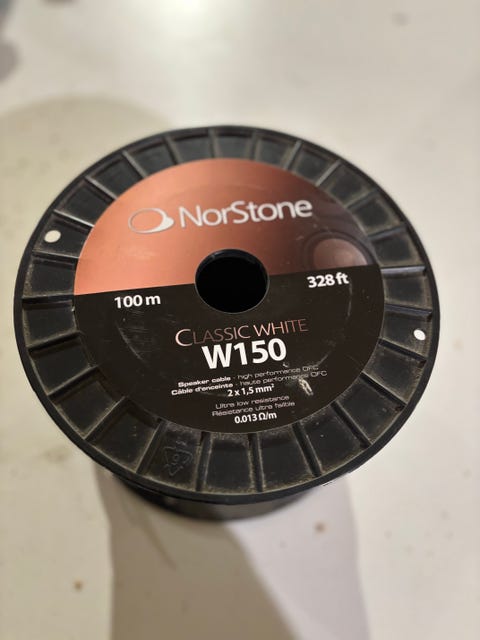 NorStone
100 m
328 ft
CLASSIC WHITE
W150
Speaker cable - high performance OFC
Câble d'enceinte - haute performance OFC
2 x 1,5 mm²
Ultra low resistance
Résistance ultra faible
0.013 Ω/m